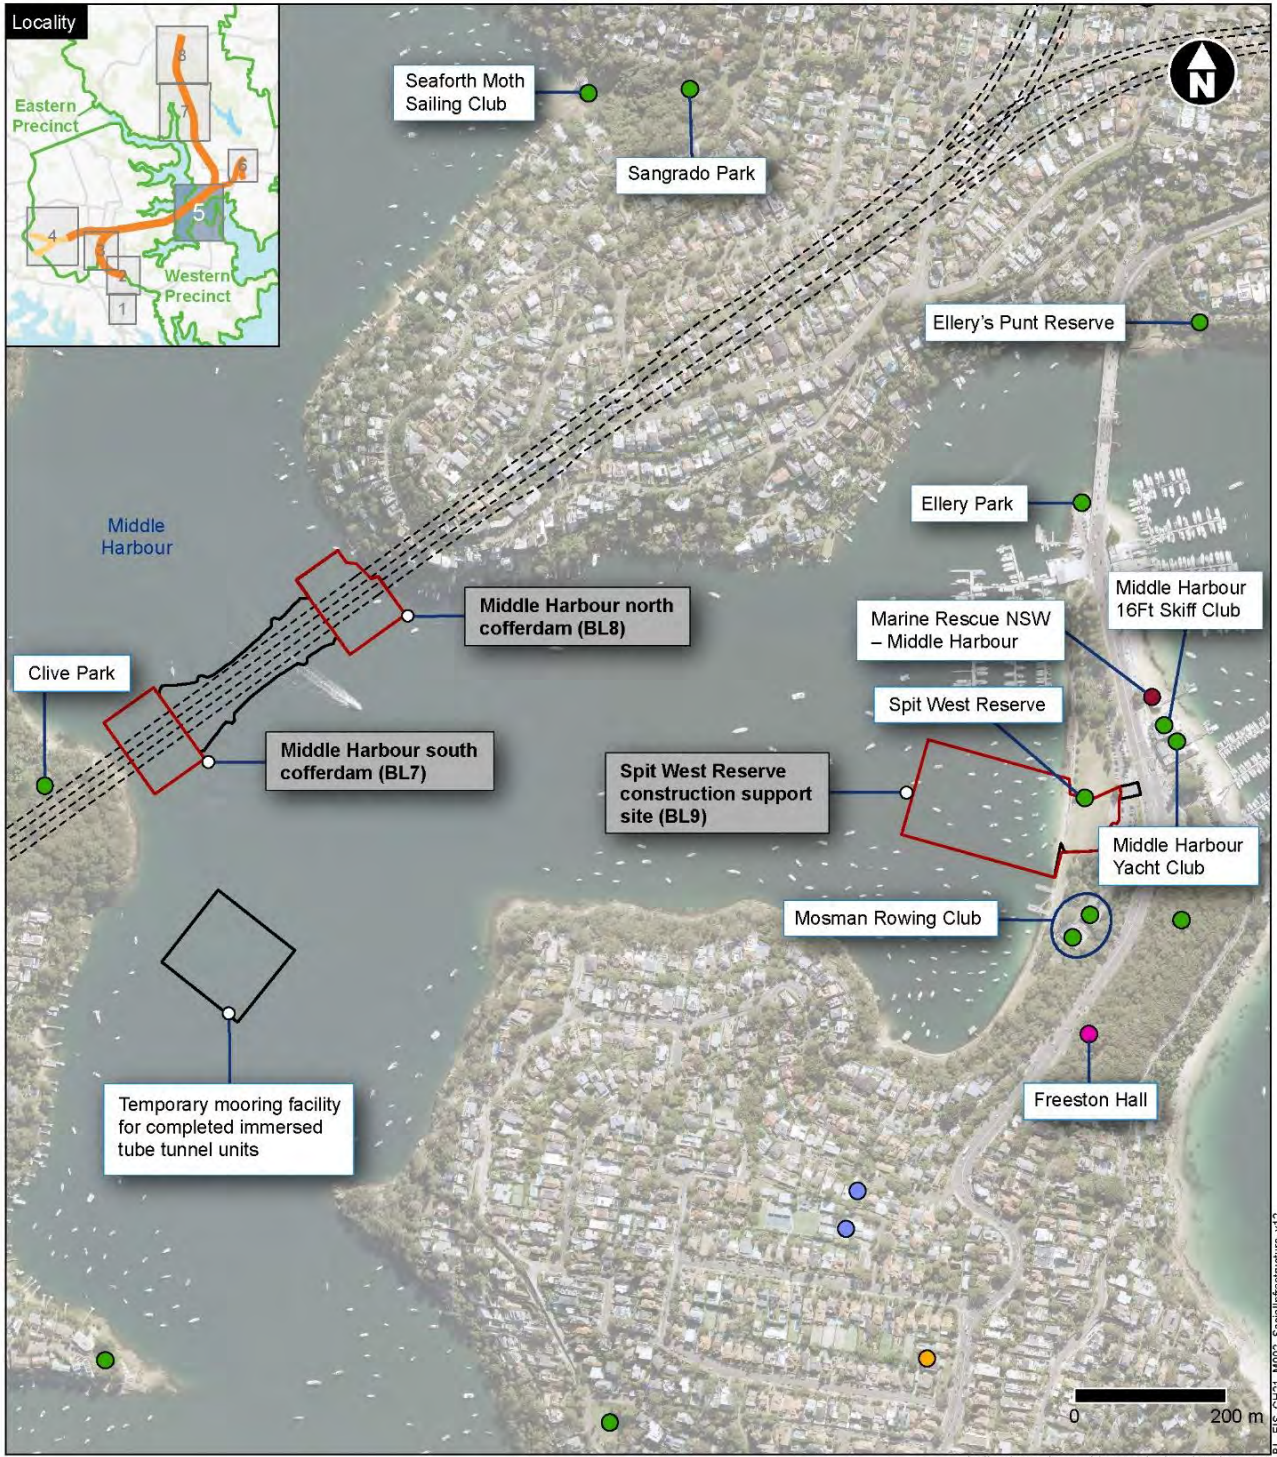 Locality
8
7
6
5
4
3
2
1
Eastern
Precinct
Western
Precinct
N
Seaforth Moth
Sailing Club
Sangrado Park
Ellery's Punt Reserve
Ellery Park
Middle
Harbour
Middle Harbour
16Ft Skiff Club
Middle Harbour north
cofferdam (BL8)
Marine Rescue NSW
– Middle Harbour
Clive Park
Spit West Reserve
Middle Harbour south
cofferdam (BL7)
Spit West Reserve
construction support
site (BL9)
Middle Harbour
Yacht Club
Mosman Rowing Club
Freeston Hall
Temporary mooring facility
for completed immersed
tube tunnel units
0 200 m